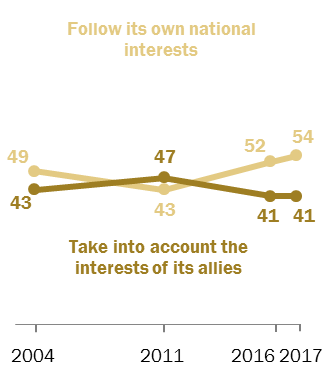 Follow its own national
interests
52 54
49 47
43 43
41 41
Take into account the
interests of its allies
2004 2011 2016 2017